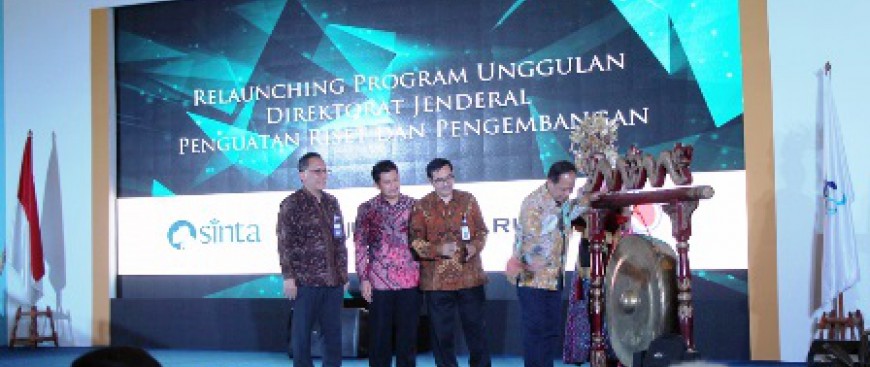 RELAUNCHING PROGRAM UNGGULAN
DIREKTORAT JENDERAL
PENGUATAN RISET DAN PENGEMBANGAN
sinta